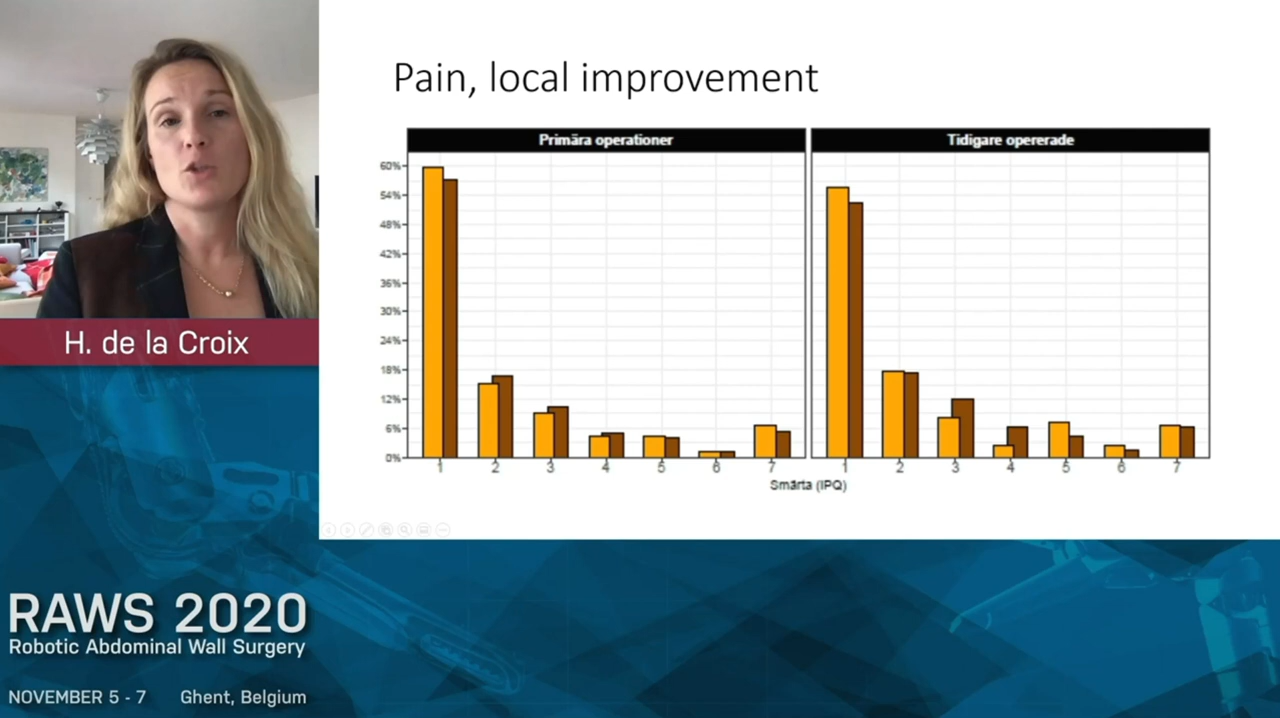 Pain, local improvement
Primära operationer
Tidigare opererade
60%
54%
48%
42%
36%
30%
24%
18%
12%
6%
0%
1 2 3 4 5 6 7
1 2 3 4 5 6 7
Smärta (IPQ)
H. de la Croix
RAWS 2020
Robotic Abdominal Wall Surgery
NOVEMBER 5 - 7 Ghent, Belgium